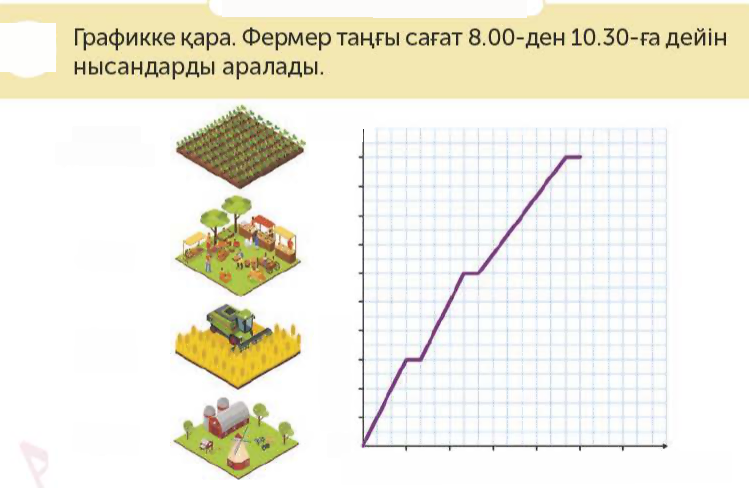 Графикке қара. Фермер таңғы сағат 8.00-ден 10.30-ға дейін
нысандарды аралады.